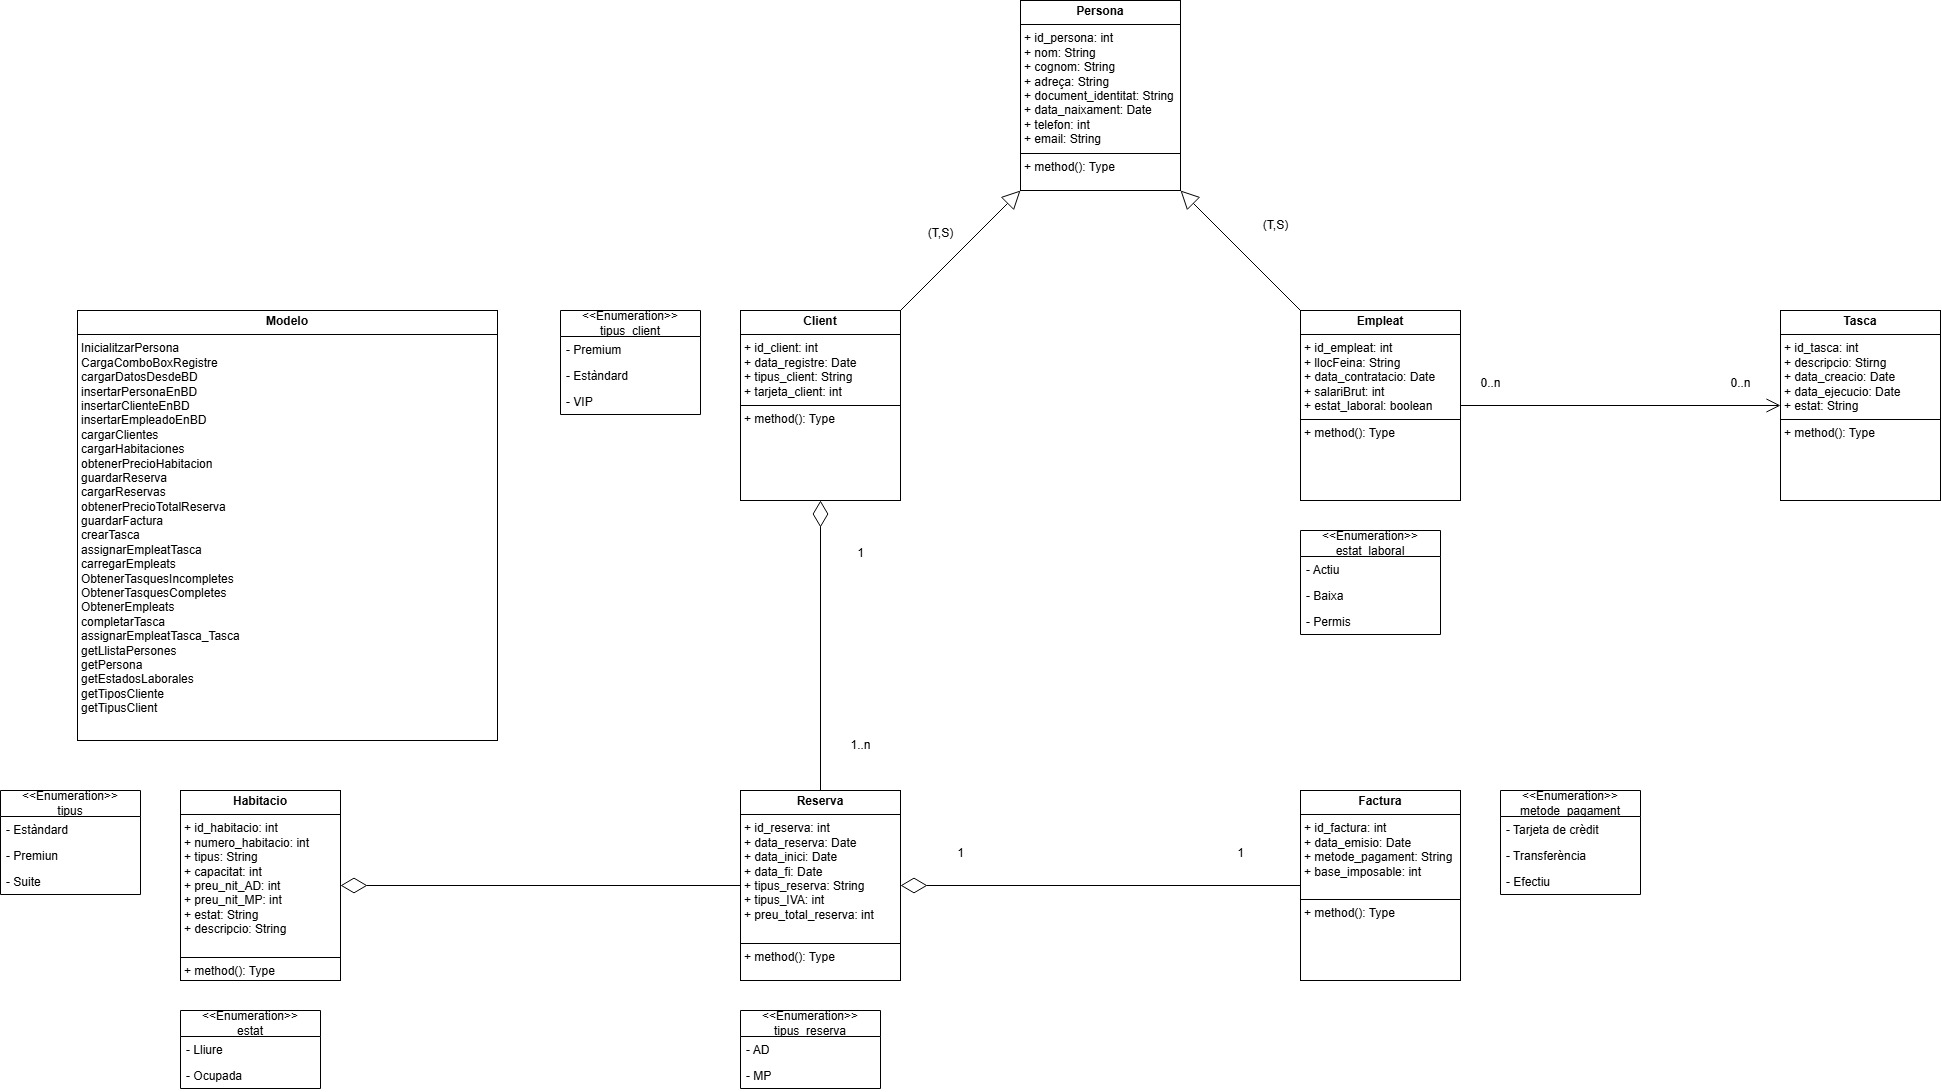 Persona
+ id_persona: int
+ nom: String
+ cognom: String
+ adreça: String
+ document_identitat: String
+ data_naixament: Date
+ telefon: int
+ email: String
+ method(): Type
(T,S)
(T,S)
Modelo
InicialitzarPersona
CargaComboBoxRegistre
cargarDatosDesdeBD
insertarPersonaEnBD
insertarClienteEnBD
insertarEmpleadoEnBD
cargarClientes
cargarHabitaciones
obtenerPrecioHabitacion
guardarReserva
cargarReservas
obtenerPrecioTotalReserva
guardarFactura
crearTasca
assignarEmpleatTasca
carregarEmpleats
ObtenerTasquesIncompletes
ObtenerTasquesCompletes
ObtenerEmpleats
completarTasca
assignarEmpleatTasca_Tasca
getLlistaPersones
getPersona
getEstadosLaborales
getTiposCliente
getTipusClient
<<Enumeration>>
tipus_client
- Premium
- Estàndard
- VIP
Client
+ id_client: int
+ data_registre: Date
+ tipus_client: String
+ tarjeta_client: int
+ method(): Type
Empleat
+ id_empleat: int
+ llocFeina: String
+ data_contratacio: Date
+ salariBrut: int
+ estat_laboral: boolean
+ method(): Type
0..n
0..n
Tasca
+ id_tasca: int
+ descripcio: Stirng
+ data_creacio: Date
+ data_ejecucio: Date
+ estat: String
+ method(): Type
<<Enumeration>>
estat_laboral
- Actiu
- Baixa
- Permis
1
1..n
<<Enumeration>>
tipus
- Estàndard
- Premiun
- Suite
Habitacio
+ id_habitacio: int
+ numero_habitacio: int
+ tipus: String
+ capacitat: int
+ preu_nit_AD: int
+ preu_nit_MP: int
+ estat: String
+ descripcio: String
+ method(): Type
Reserva
+ id_reserva: int
+ data_reserva: Date
+ data_inici: Date
+ data_fi: Date
+ tipus_reserva: String
+ tipus_IVA: int
+ preu_total_reserva: int
+ method(): Type
1
1
Factura
+ id_factura: int
+ data_emisio: Date
+ metode_pagament: String
+ base_imposable: int
+ method(): Type
<<Enumeration>>
metode_pagament
- Tarjeta de crèdit
- Transferència
- Efectiu
<<Enumeration>>
estat
- Lliure
- Ocupada
<<Enumeration>>
tipus_reserva
- AD
- MP